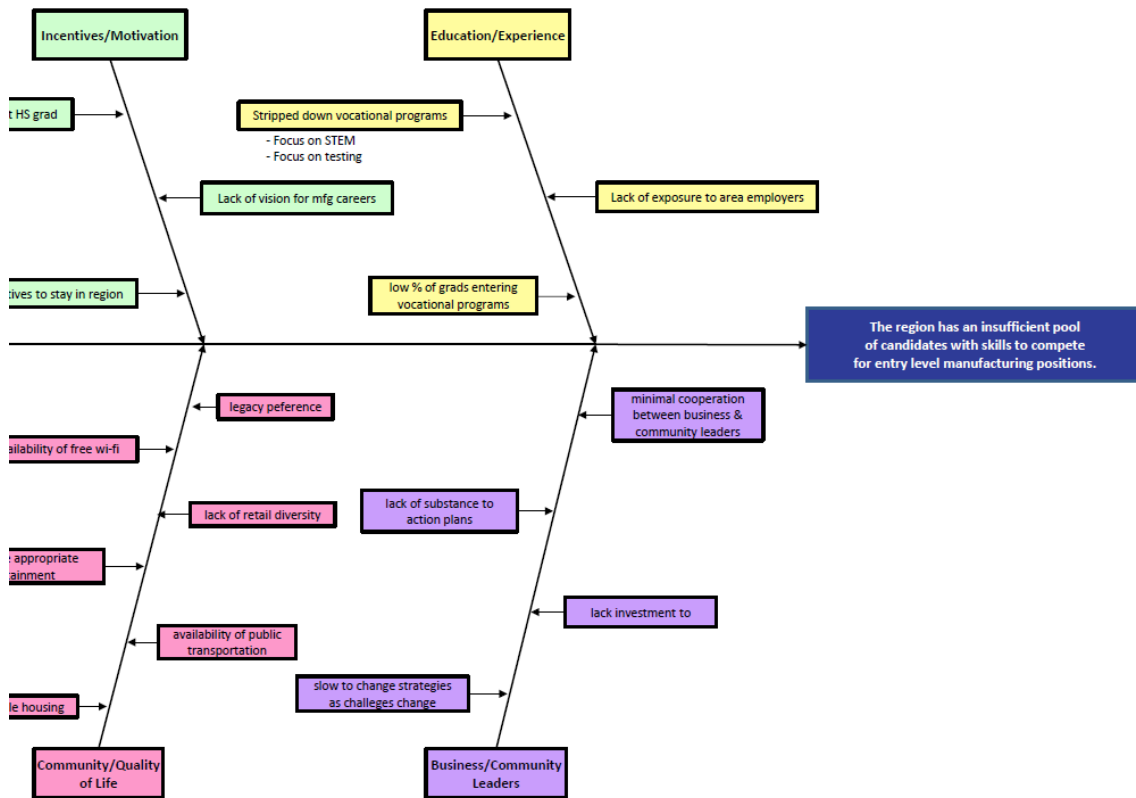 Incentives/Motivation
Education/Experience
t HS grad
Stripped down vocational programs
- Focus on STEM
- Focus on testing
Lack of vision for mfg careers
Lack of exposure to area employers
tives to stay in region
low % of grads entering
vocational programs
The region has an insufficient pool
of candidates with skills to compete
for entry level manufacturing positions.
legacy peference
minimal cooperation
between business &
community leaders
ailability of free wi-fi
lack of retail diversity
lack of substance to
action plans
e appropriate
tainment
lack investment to
availability of public
transportation
slow to change strategies
as challeges change
le housing
Community/Quality
of Life
Business/Community
Leaders